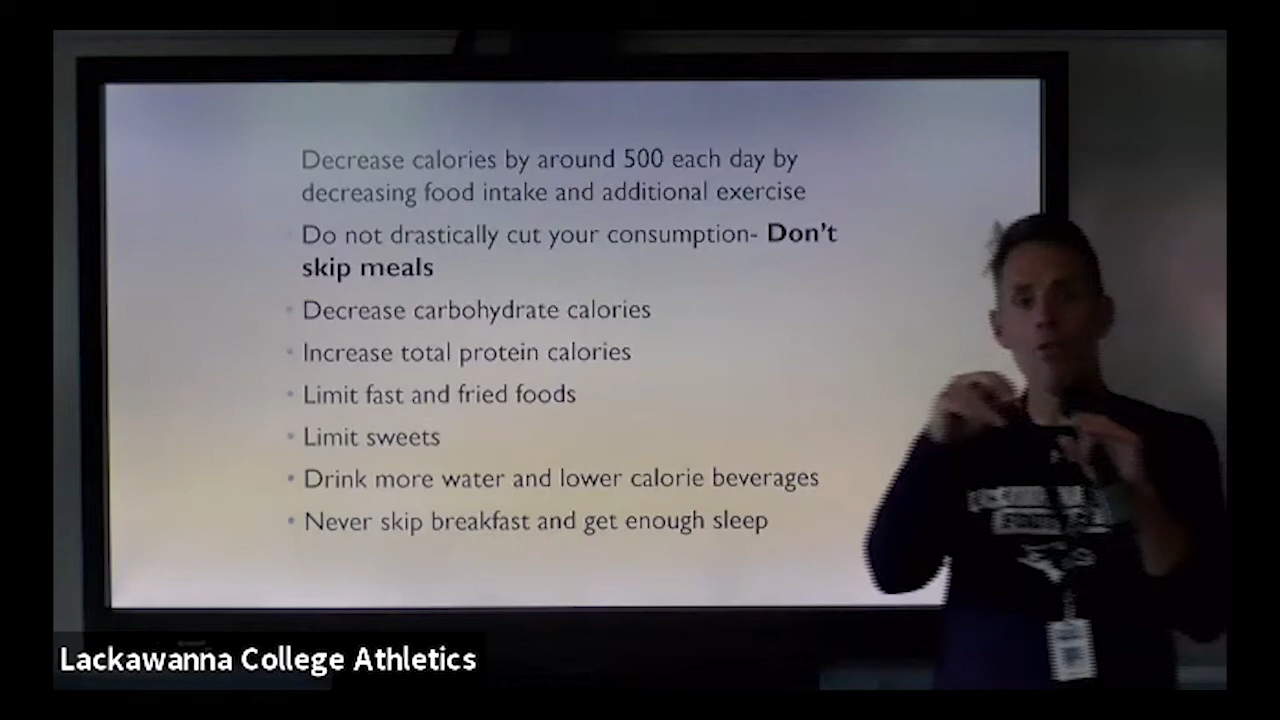 Decrease calories by around 500 each day by
decreasing food intake and additional exercise
Do not drastically cut your consumption- Don't
skip meals
• Decrease carbohydrate calories
• Increase total protein calories
• Limit fast and fried foods
• Limit sweets
• Drink more water and lower calorie beverages
• Never skip breakfast and get enough sleep
Lackawanna College Athletics